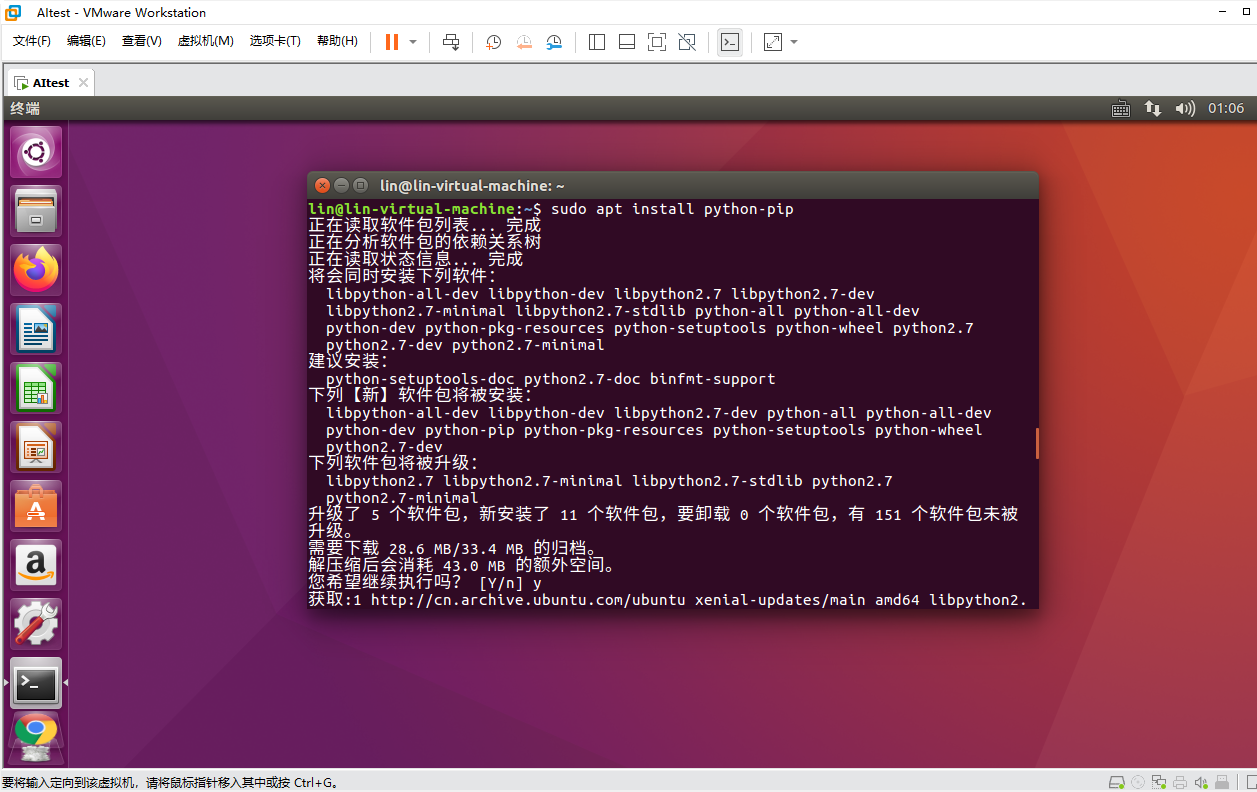 AItest - VMware Workstation
文件(F) 编辑(E) 查看(V) 虚拟机(M) 选项卡(T) 帮助(H)
AItest
终端 01:06
lin@lin-virtual-machine: ~
lin@lin-virtual-machine:~$ sudo apt install python-pip
正在读取软件包列表... 完成
正在分析软件包的依赖关系树
正在读取状态信息... 完成
将会同时安装下列软件:
libpython-all-dev libpython-dev libpython2.7 libpython2.7-dev
libpython2.7-minimal libpython2.7-stdlib python-all python-all-dev
python-dev python-pkg-resources python-setuptools python-wheel python2.7
python2.7-dev python2.7-minimal
建议安装:
python-setuptools-doc python2.7-doc binfmt-support
下列【新】软件包将被安装:
libpython-all-dev libpython-dev libpython2.7-dev python-all python-all-dev
python-dev python-pip python-pkg-resources python-setuptools python-wheel
python2.7-dev
下列软件包将被升级:
libpython2.7 libpython2.7-minimal libpython2.7-stdlib python2.7
python2.7-minimal
升级了 5 个软件包，新安装了 11 个软件包，要卸载 0 个软件包，有 151 个软件包未被
升级。
需要下载 28.6 MB/33.4 MB 的归档。
解压缩后会消耗 43.0 MB 的额外空间。
您希望继续执行吗？ [Y/n] y
获取:1 http://cn.archive.ubuntu.com/ubuntu xenial-updates/main amd64 libpython2.
要将输入定向到该虚拟机，请将鼠标指针移入其中或按 Ctrl+G。